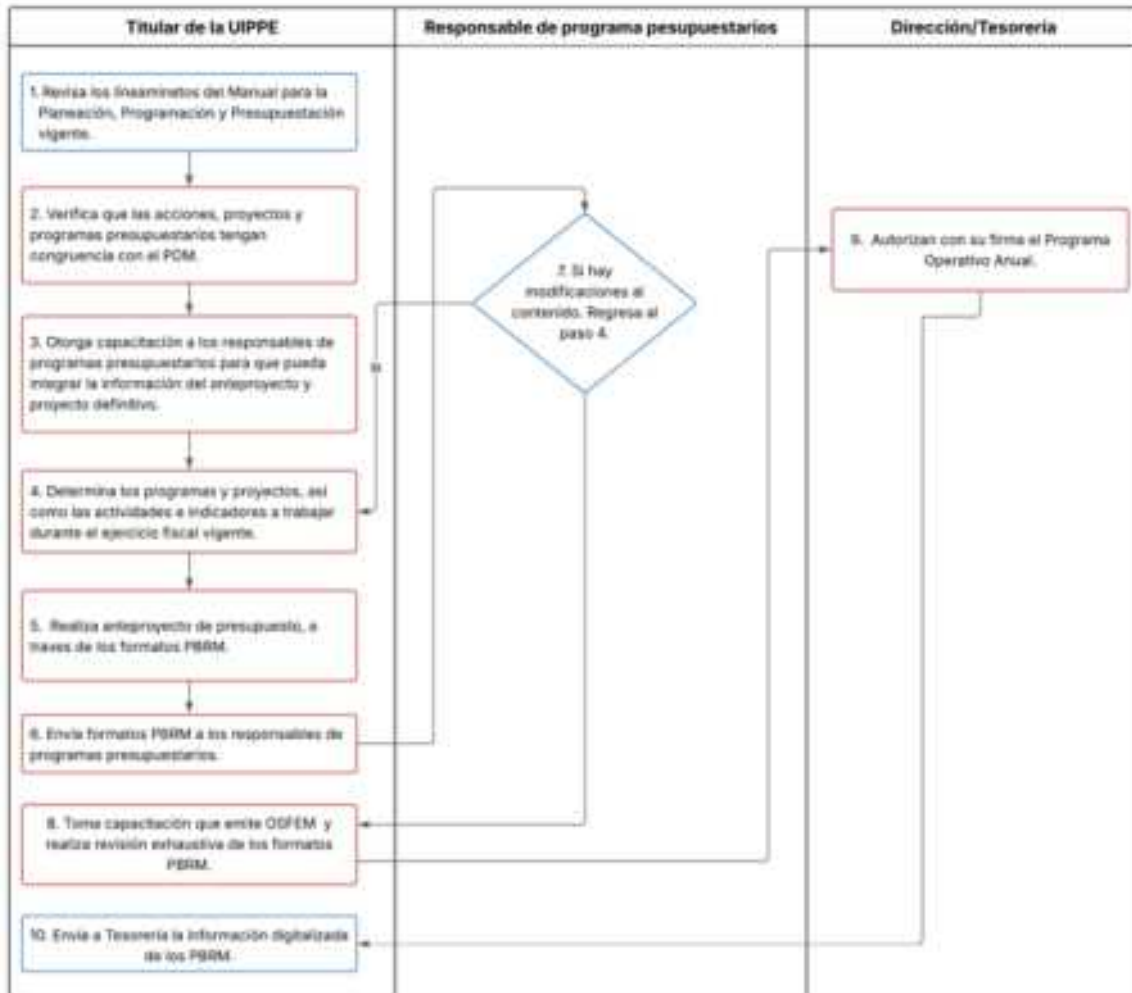 Titular de la UIPPE
Responsable de programa pesupuestarios
Dirección/Tesorería
1. Revisa los lineaminetos del Manual para la
Planeación, Programación y Presupuestación
vigente.
2. Verifica que las acciones, proyectos y
programas presupuestarios tengan
congruencia con el PDM.
3. Otorga capacitación a los responsables de
programas presupuestarios para que pueda
integrar la información del anteproyecto y
proyecto definitivo.
4. Determina los programas y proyectos, así
como las actividades e indicadores a trabajar
durante el ejercicio fiscal vigente.
5. Realiza anteproyecto de presupuesto, a
traves de los formatos PBRM.
6. Envía formatos PBRM a los responsables de
programas presupuestarios.
7. Si hay
modificaciones al
contenido. Regresa al
paso 4.
8. Toma capacitación que emite OSFEM y
realiza revisión exhaustiva de los formatos
PBRM.
9. Autorizan con su firma el Programa
Operativo Anual.
10. Envía a Tesorería la información digitalizada
de los PBRM.